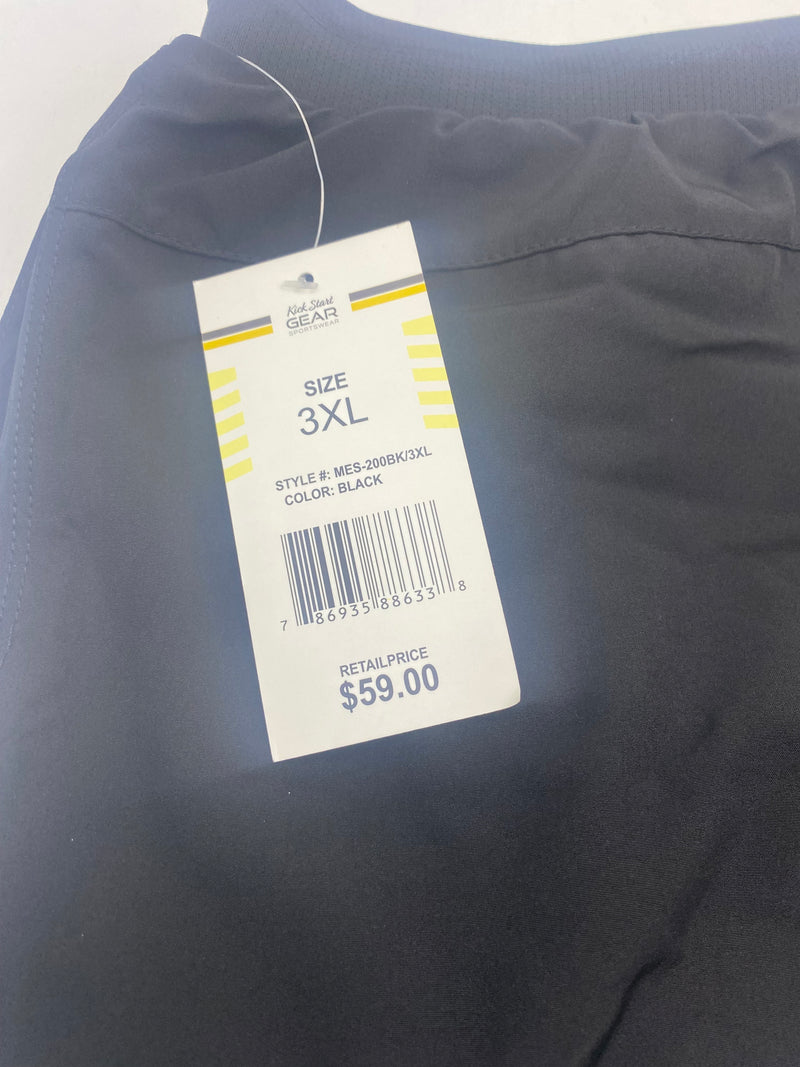 Kick Start
GEAR
SPORTSWEAR
SIZE
3XL
STYLE #: MES-200BK/3XL
COLOR: BLACK
7 86935 88633 8
RETAILPRICE
$59.00